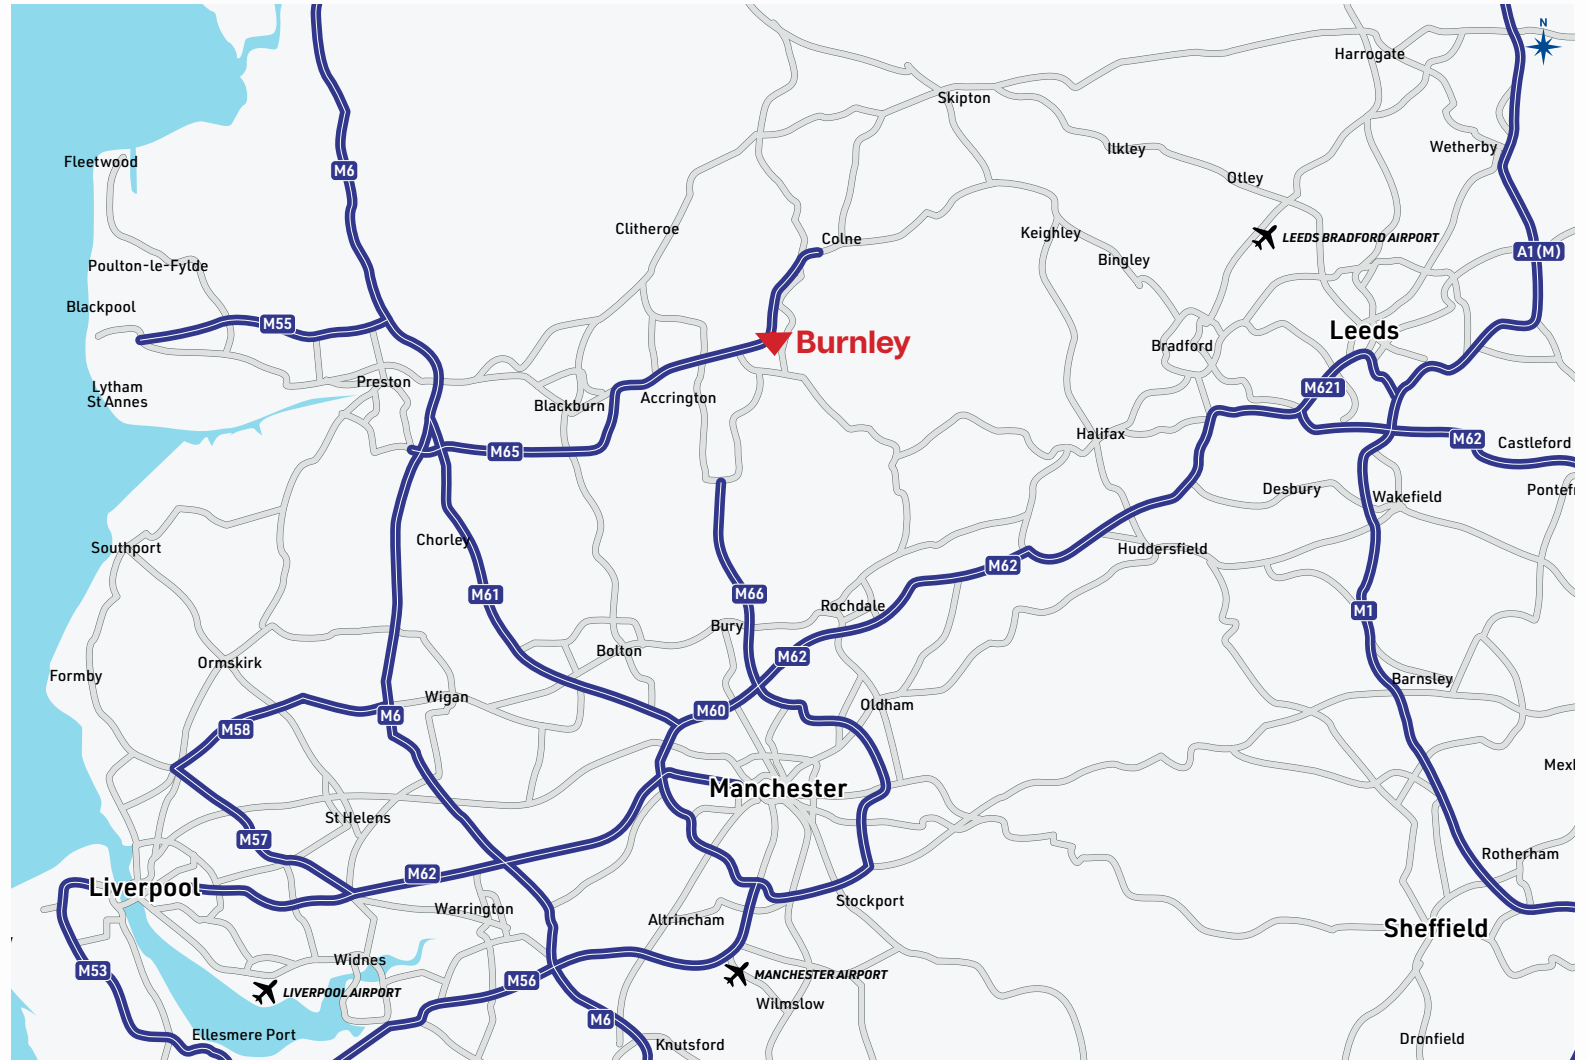 N
Harrogate
Skipton
Ilkley
Wetherby
Fleetwood
M6
Otley
Clitheroe
Keighley
Colne
LEEDS BRADFORD AIRPORT
A1(M)
Bingley
Poulton-le-Fylde
Blackpool
M55
Burnley
Leeds
Bradford
Preston
Lytham
St Annes
M621
Blackburn
Accrington
Halifax
M62
Castleford
M65
Desbury
Wakefield
Pontef
Southport
Chorley
Huddersfield
M62
M61
M66
Rochdale
M1
Bury
Bolton
M62
Ormskirk
Formby
Wigan
Barnsley
M58
M6
M60
Oldham
Manchester
Mexl
St Helens
M57
Rotherham
Liverpool
M62
Warrington
Altrincham
Stockport
Sheffield
Widnes
M53
M56
MANCHESTER AIRPORT
LIVERPOOL AIRPORT
Wilmslow
M6
Ellesmere Port
Knutsford
Dronfield